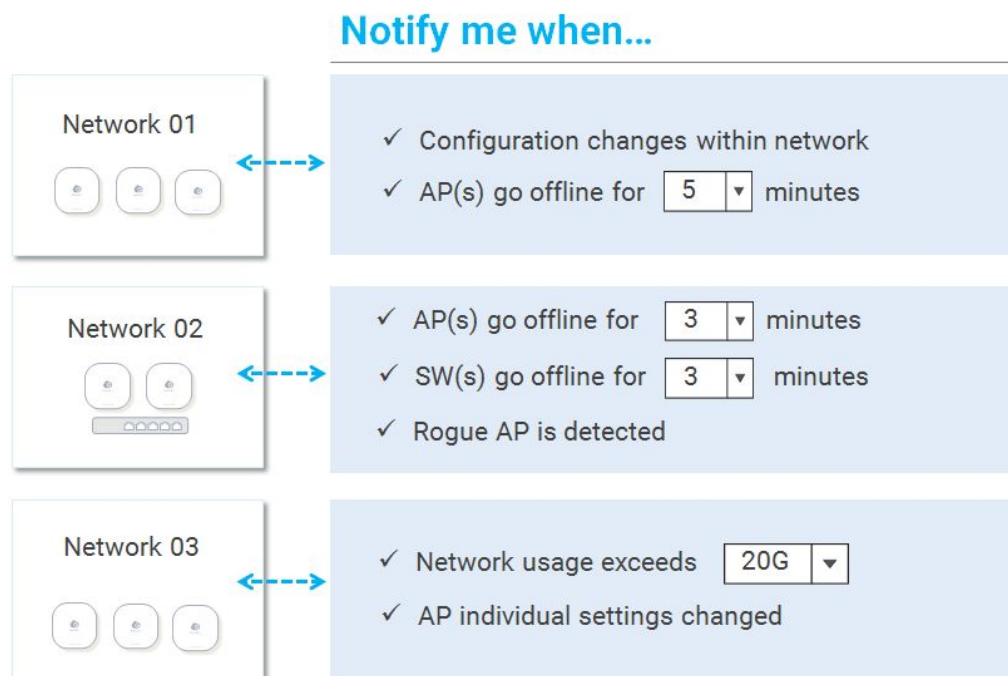 Notify me when...
Network 01
✓ Configuration changes within network
✓ AP(s) go offline for 5 minutes
Network 02
✓ AP(s) go offline for 3 minutes
✓ SW(s) go offline for 3 minutes
✓ Rogue AP is detected
Network 03
✓ Network usage exceeds 20G
✓ AP individual settings changed